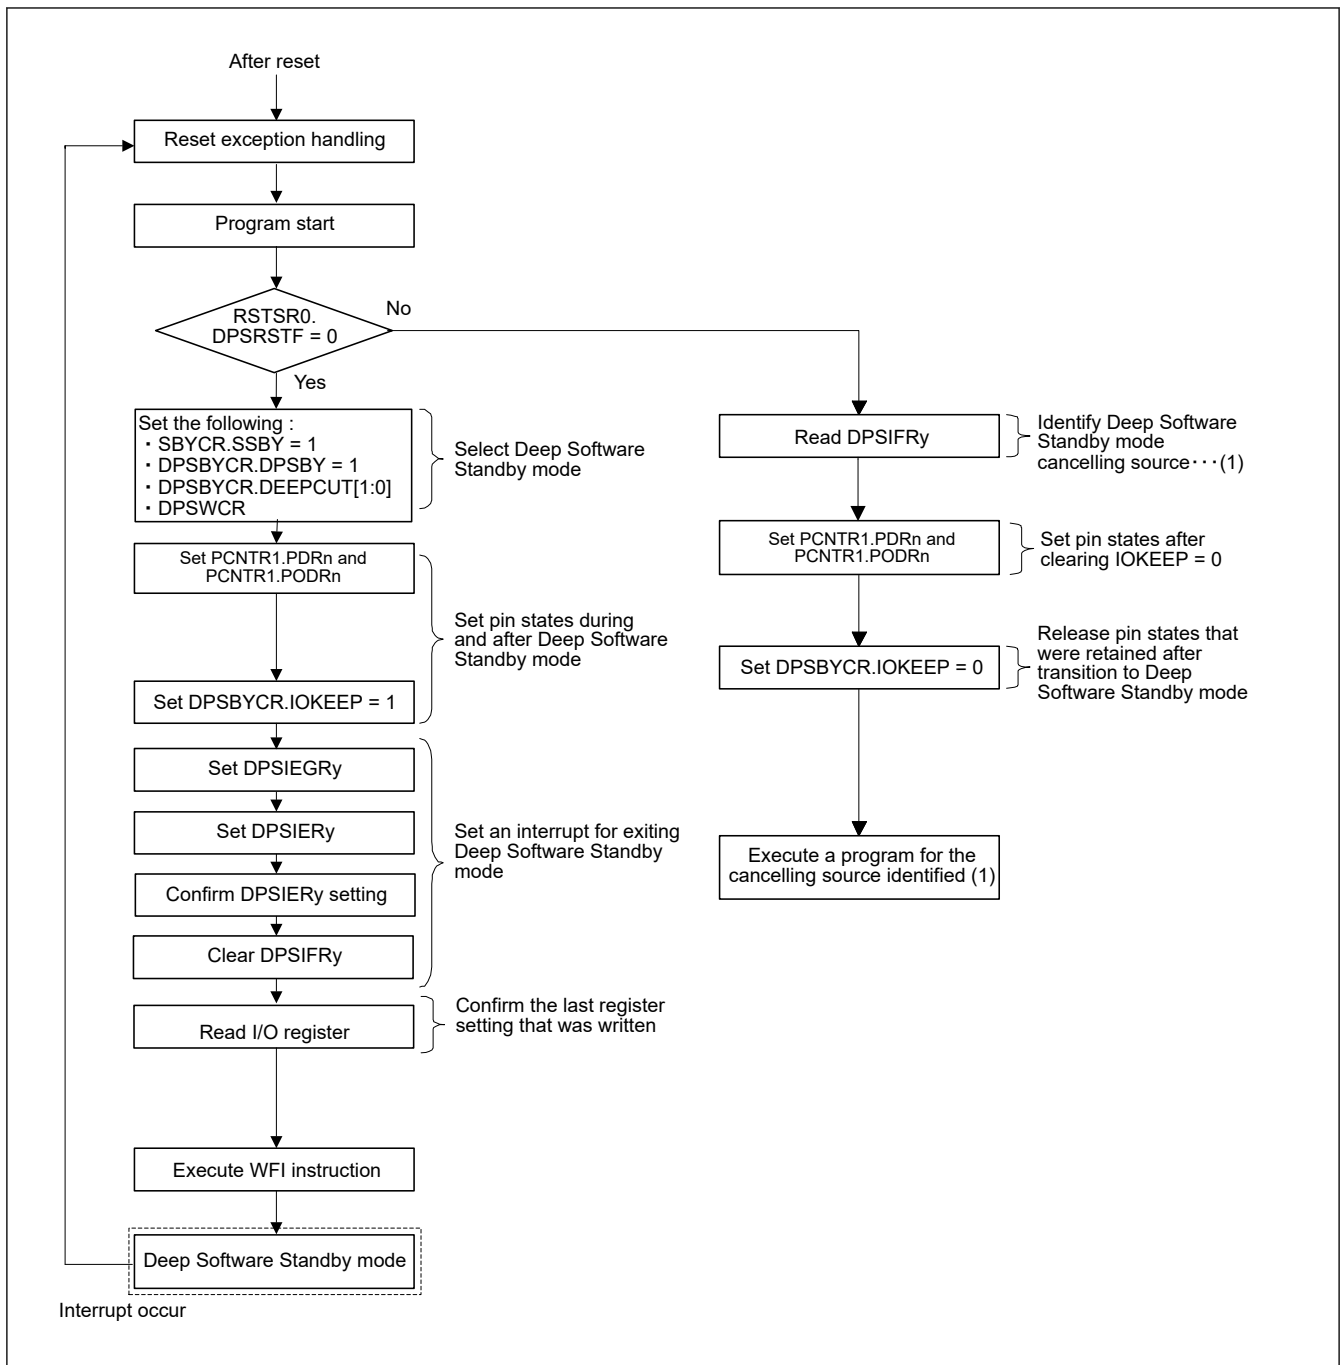 After reset
Reset exception handling
Program start
RSTSR0.
DPSRSTF = 0
No
Yes
Set the following :
・SBYCR.SSBY = 1
・DPSBYCR.DPSBY = 1
・DPSBYCR.DEEPCUT[1:0]
・DPSWCR
Select Deep Software
Standby mode
Set PCNTR1.PDRn and
PCNTR1.PODRn
Set pin states during
and after Deep Software
Standby mode
Set DPSBYCR.IOKEEP = 1
Set DPSIEGRy
Set DPSIERy
Confirm DPSIERy setting
Clear DPSIFRy
Set an interrupt for exiting
Deep Software Standby
mode
Read I/O register
Confirm the last register
setting that was written
Execute WFI instruction
Deep Software Standby mode
Interrupt occur
Read DPSIFRy
Identify Deep Software
Standby mode
cancelling source･･･(1)
Set PCNTR1.PDRn and
PCNTR1.PODRn
Set pin states after
clearing IOKEEP = 0
Set DPSBYCR.IOKEEP = 0
Release pin states that
were retained after
transition to Deep
Software Standby mode
Execute a program for the
cancelling source identified (1)